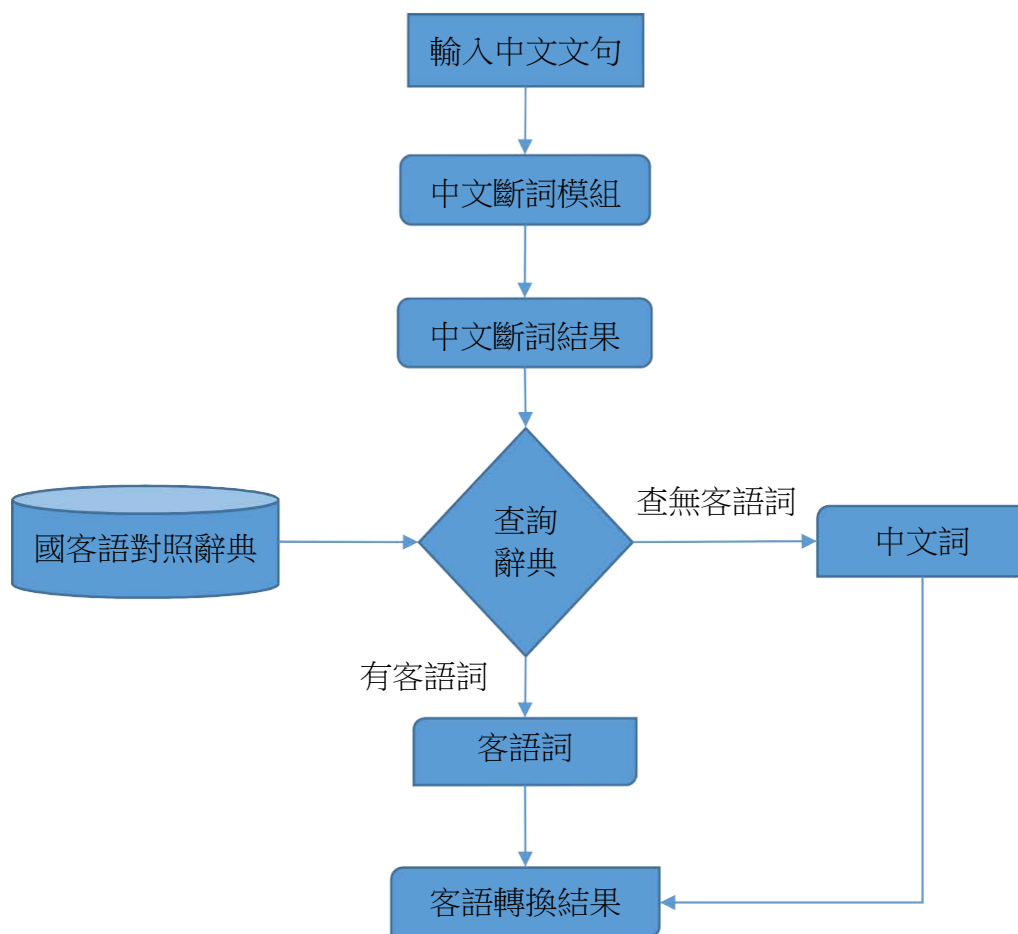 輸入中文文句
中文斷詞模組
中文斷詞結果
國客語對照辭典
查詢
辭典
查無客語詞
中文詞
有客語詞
客語詞
客語轉換結果